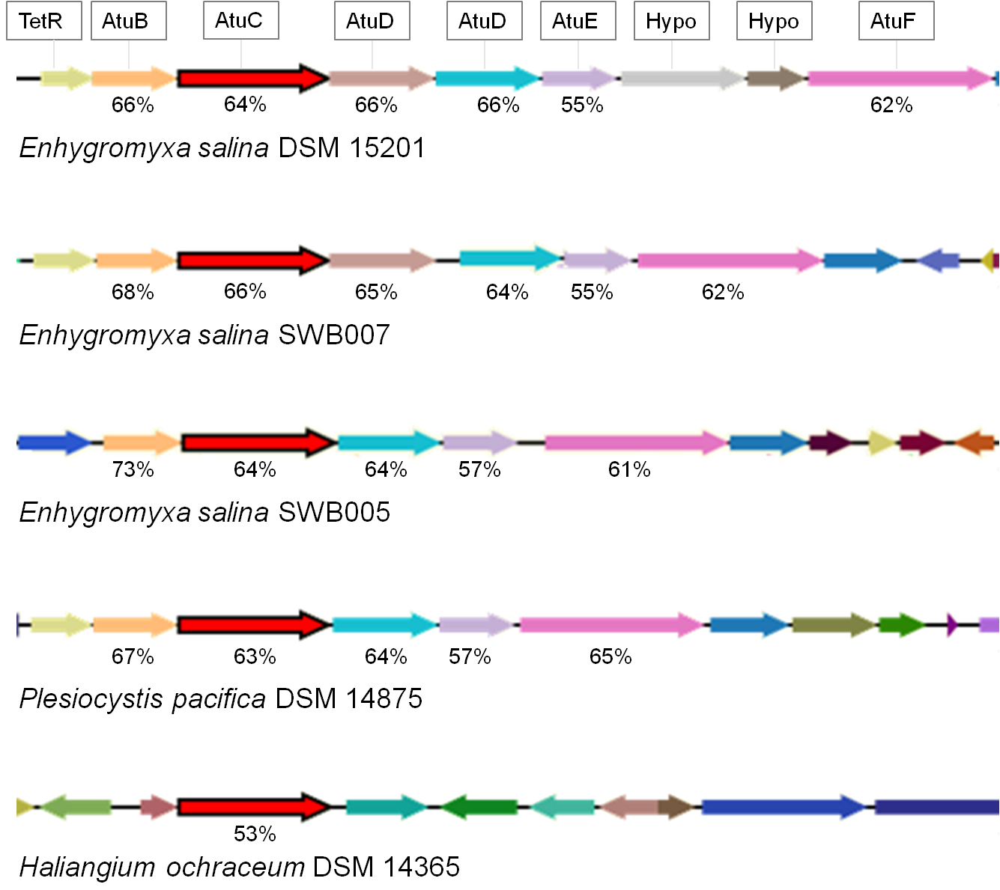 TetR AtuB AtuC AtuD AtuD AtuE Hypo Hypo AtuF
66% 64% 66% 66% 55% 62%
Enhygromyxa salina DSM 15201
68% 66% 65% 64% 55% 62%
Enhygromyxa salina SWB007
73% 64% 64% 57% 61%
Enhygromyxa salina SWB005
67% 63% 64% 57% 65%
Plesiocystis pacifica DSM 14875
53%
Haliangium ochraceum DSM 14365